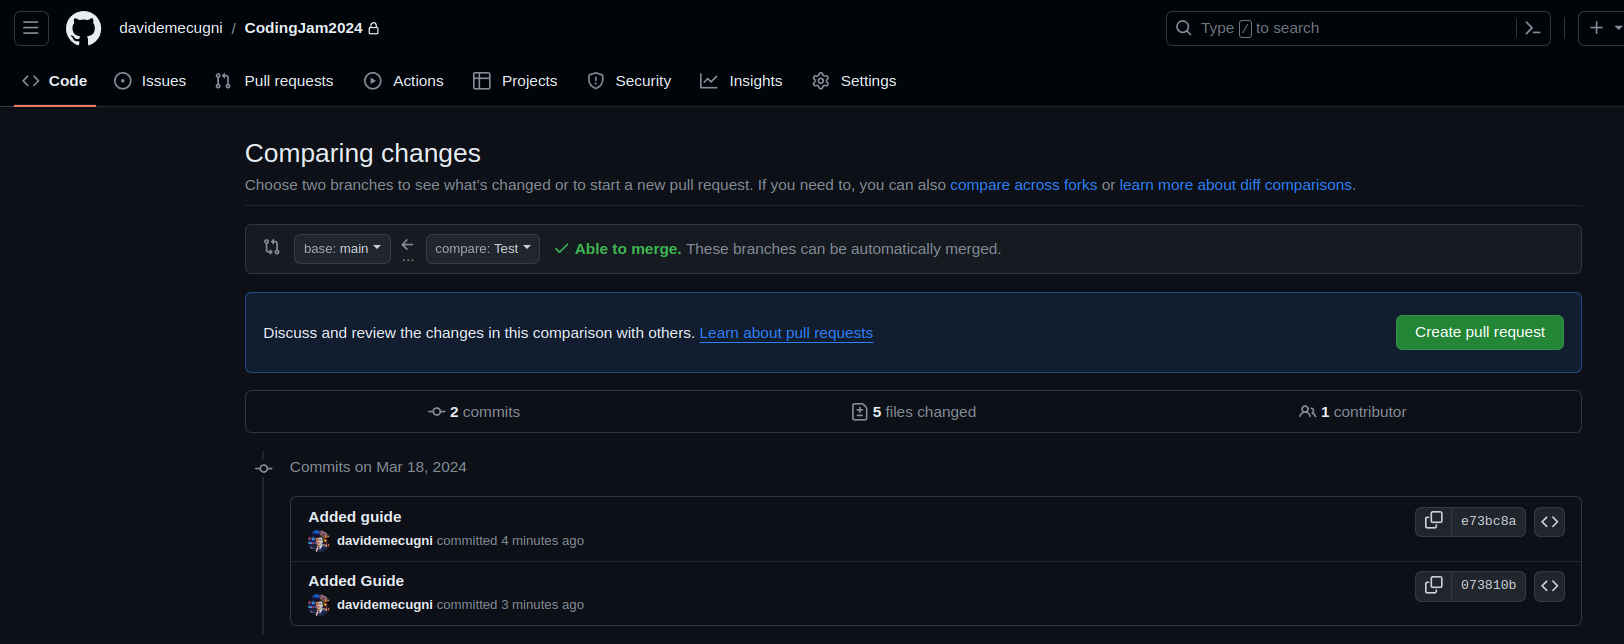 davidemecugni / CodingJam2024
Type / to search
Code Issues Pull requests Actions Projects Security Insights Settings
Comparing changes
Choose two branches to see what's changed or to start a new pull request. If you need to, you can also compare across forks or learn more about diff comparisons.
base: main ... compare: Test Able to merge. These branches can be automatically merged.
Discuss and review the changes in this comparison with others. Learn about pull requests Create pull request
2 commits 5 files changed 1 contributor
Commits on Mar 18, 2024
Added guide
e73bc8a
davidemecugni committed 4 minutes ago
Added Guide
073810b
davidemecugni committed 3 minutes ago